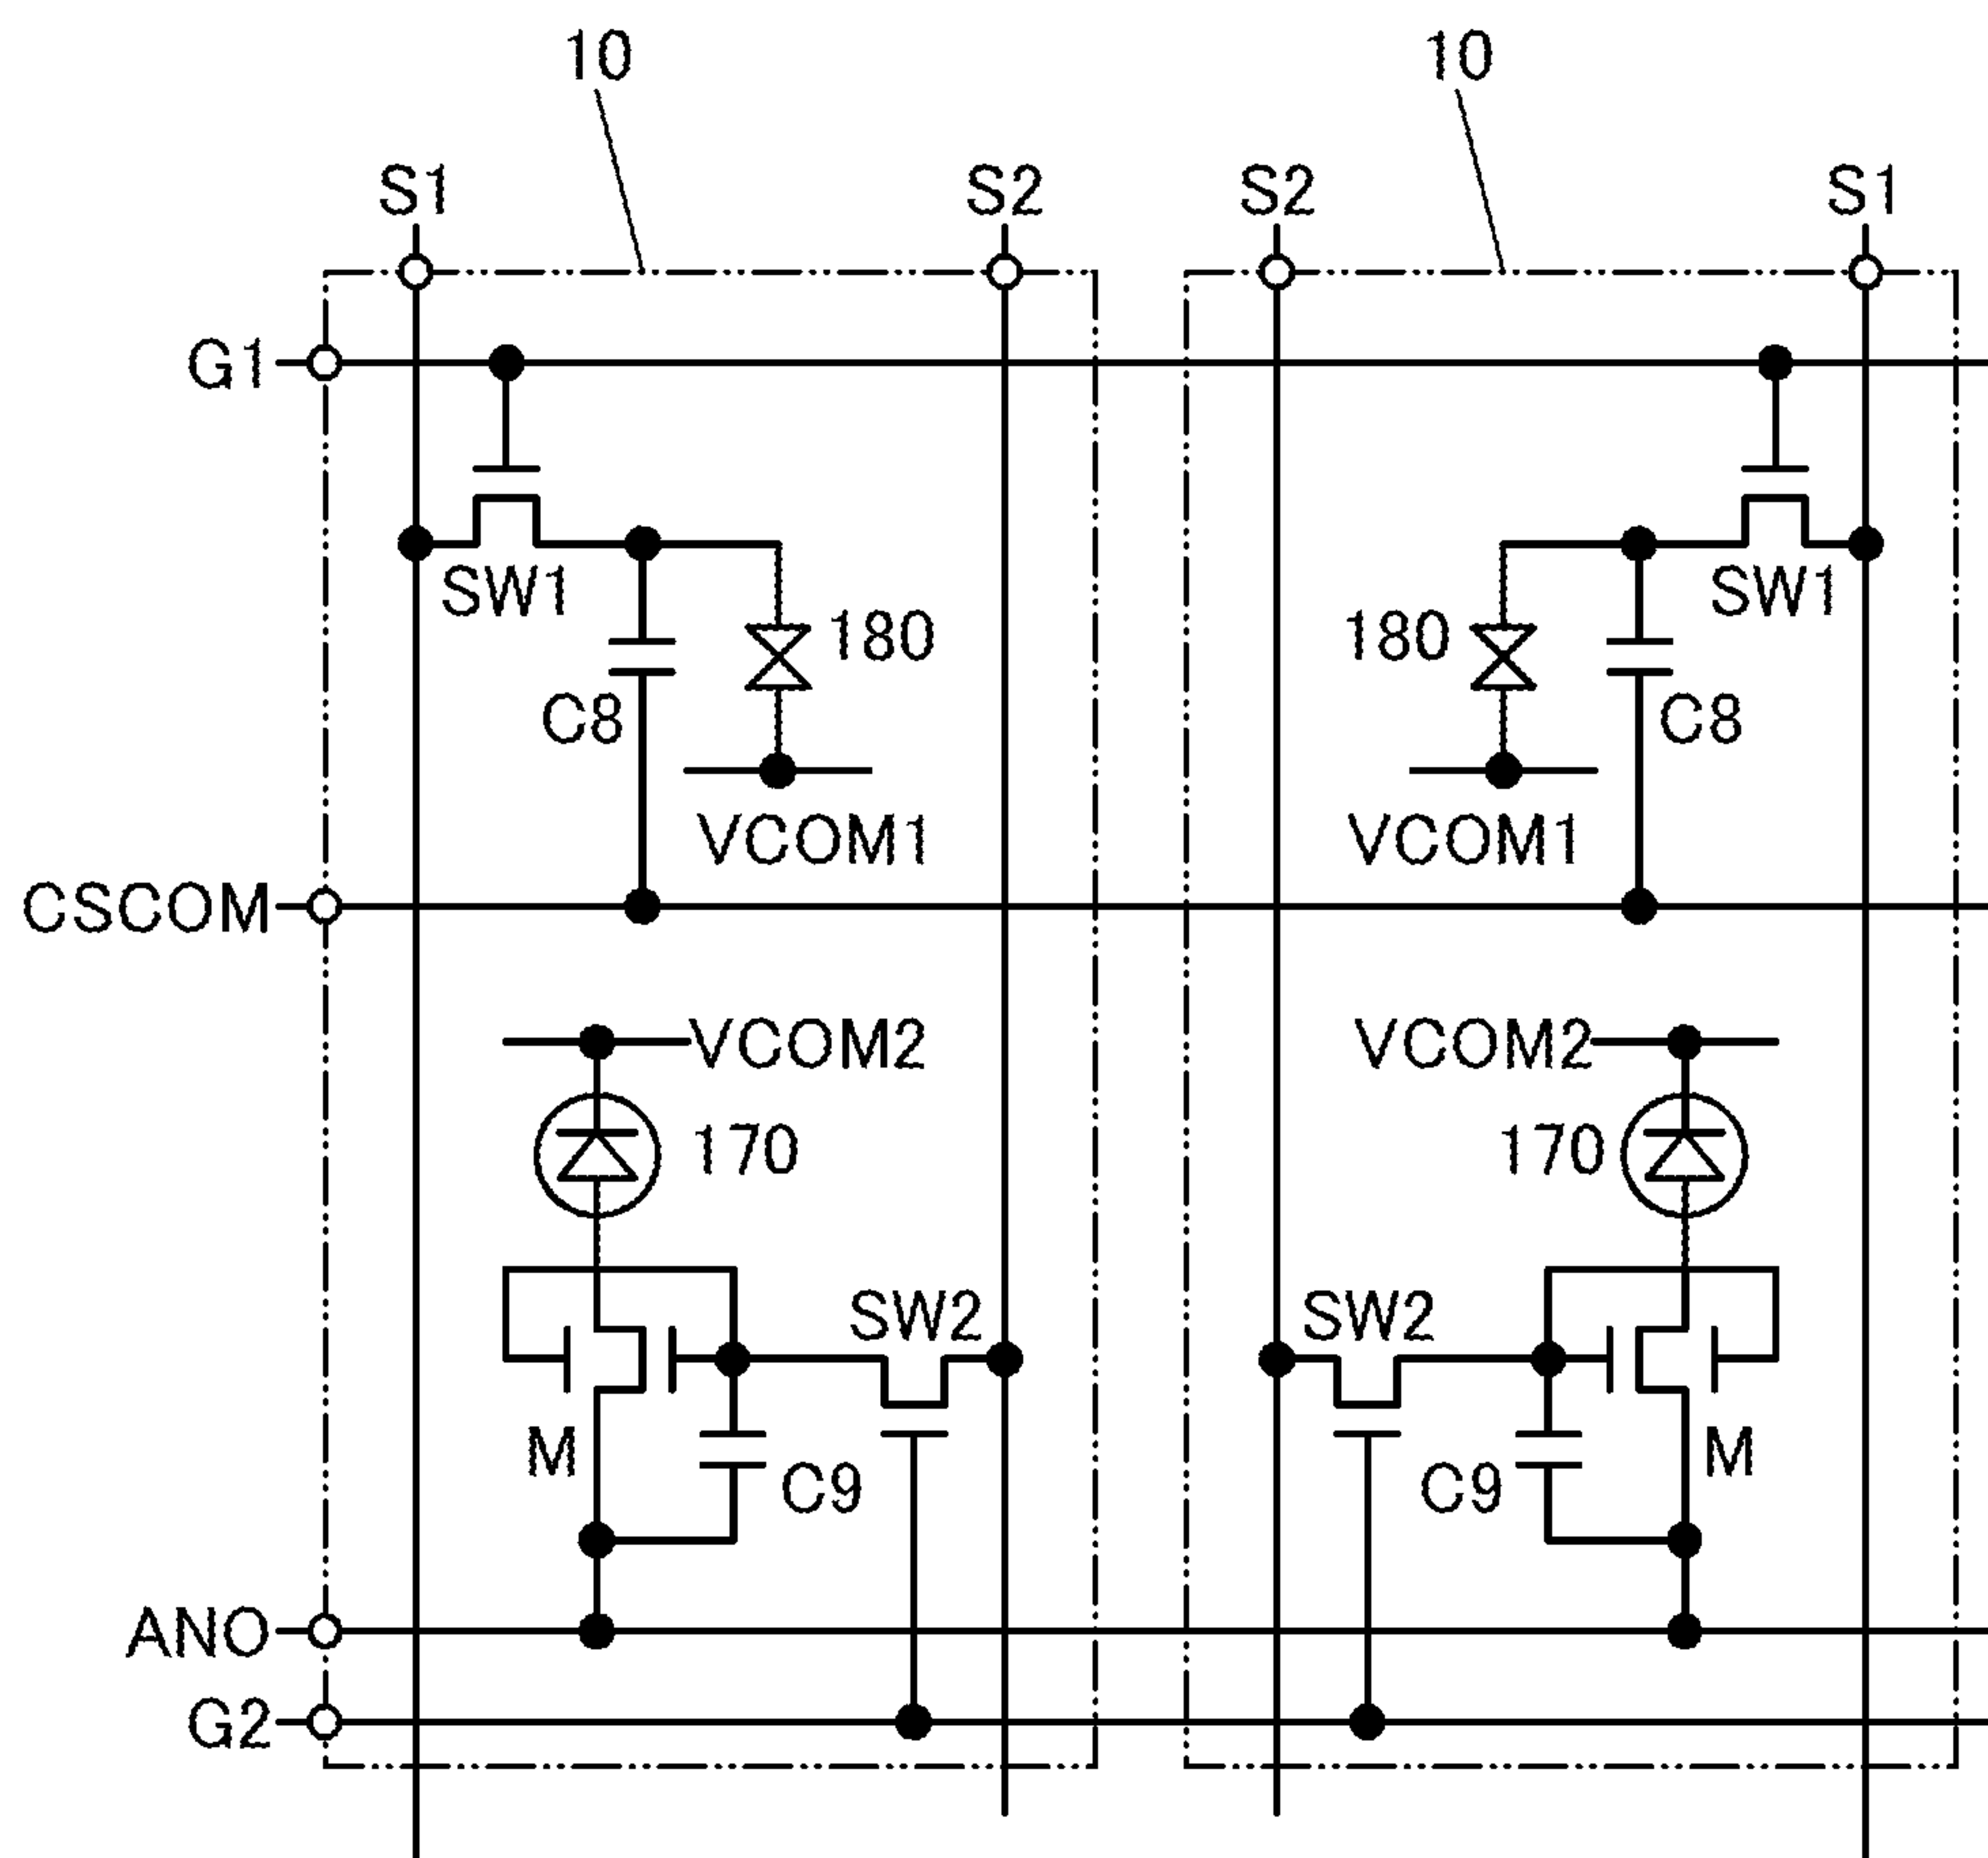 10 10
S1 S2 S2 S1
G1
SW1 SW1
180 180
C8 C8
VCOM1 VCOM1
CSCOM
VCOM2 VCOM2
170 170
SW2 SW2
M M
C9 C9
ANO
G2